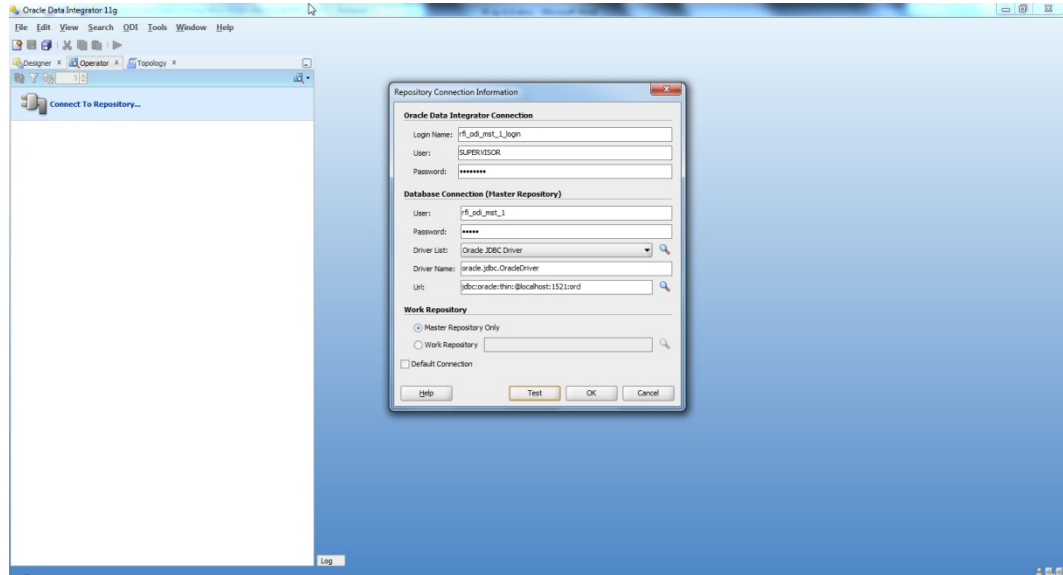 Oracle Data Integrator 11g
File Edit View Search ODI Tools Window Help
Designer × Operator × Topology ×
Connect To Repository...
Repository Connection Information
Oracle Data Integrator Connection
Login Name: rfi_odi_mst_1_login
User: SUPERVISOR
Password: ••••••••
Database Connection (Master Repository)
User: rfi_odi_mst_1
Password: •••••
Driver List: Oracle JDBC Driver
Driver Name: oracle.jdbc.OracleDriver
Url: jdbc:oracle:thin:@localhost:1521:orcl
Work Repository
Master Repository Only
Work Repository
Default Connection
Help Test OK Cancel
Log